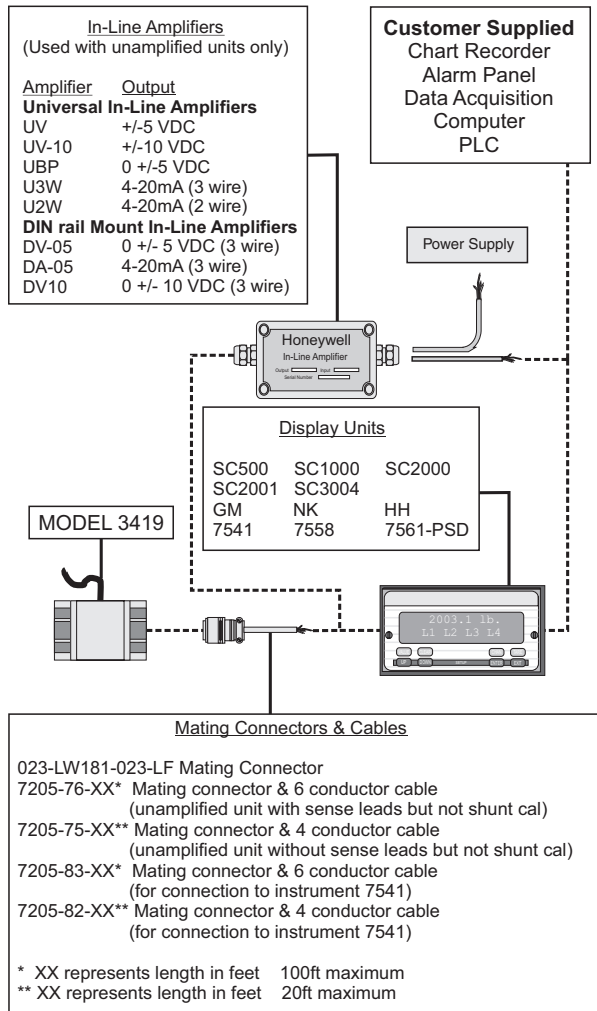 In-Line Amplifiers
(Used with unamplified units only)
Amplifier Output
Universal In-Line Amplifiers
UV +/-5 VDC
UV-10 +/-10 VDC
UBP 0 +/-5 VDC
U3W 4-20mA (3 wire)
U2W 4-20mA (2 wire)
DIN rail Mount In-Line Amplifiers
DV-05 0 +/- 5 VDC (3 wire)
DA-05 4-20mA (3 wire)
DV10 0 +/- 10 VDC (3 wire)
Customer Supplied
Chart Recorder
Alarm Panel
Data Acquisition
Computer
PLC
Power Supply
Honeywell
In-Line Amplifier
Output Input
Serial Number
Display Units
SC500 SC1000 SC2000
SC2001 SC3004
GM NK HH
7541 7558 7561-PSD
MODEL 3419
2003.1 lb.
L1 L2 L3 L4
UP DOWN SETUP ENTER EXIT
Mating Connectors & Cables
023-LW181-023-LF Mating Connector
7205-76-XX* Mating connector & 6 conductor cable
(unamplified unit with sense leads but not shunt cal)
7205-75-XX** Mating connector & 4 conductor cable
(unamplified unit without sense leads but not shunt cal)
7205-83-XX* Mating connector & 6 conductor cable
(for connection to instrument 7541)
7205-82-XX** Mating connector & 4 conductor cable
(for connection to instrument 7541)
* XX represents length in feet 100ft maximum
** XX represents length in feet 20ft maximum